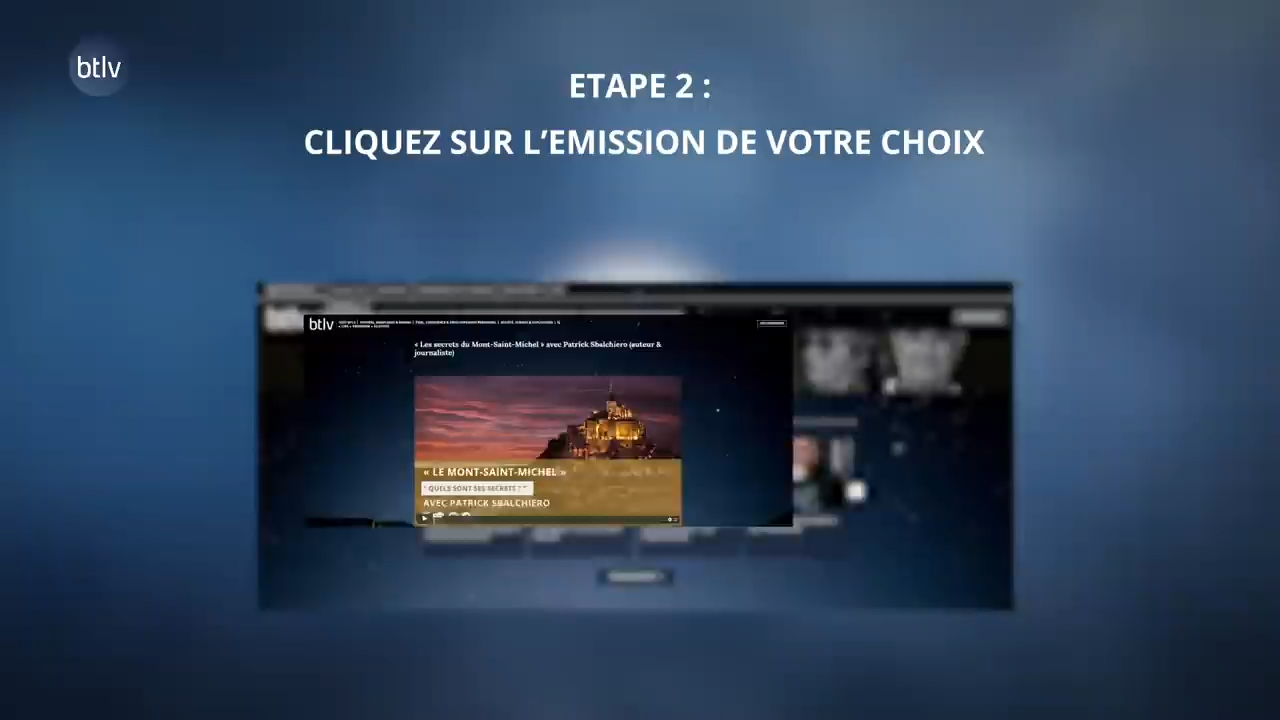 btlv
ETAPE 2 :
CLIQUEZ SUR L’EMISSION DE VOTRE CHOIX
btlv
« Les secrets du Mont-Saint-Michel » avec Patrick Sbalchiero (auteur &
journaliste)
« LE MONT-SAINT-MICHEL »
" QUELS SONT SES SECRETS ? "
AVEC PATRICK SBALCHIERO